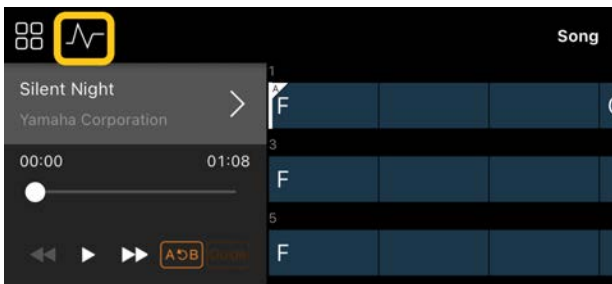 Song
Silent Night
Yamaha Corporation
00:00 01:08
A B
1
A
F
3
F
5
F